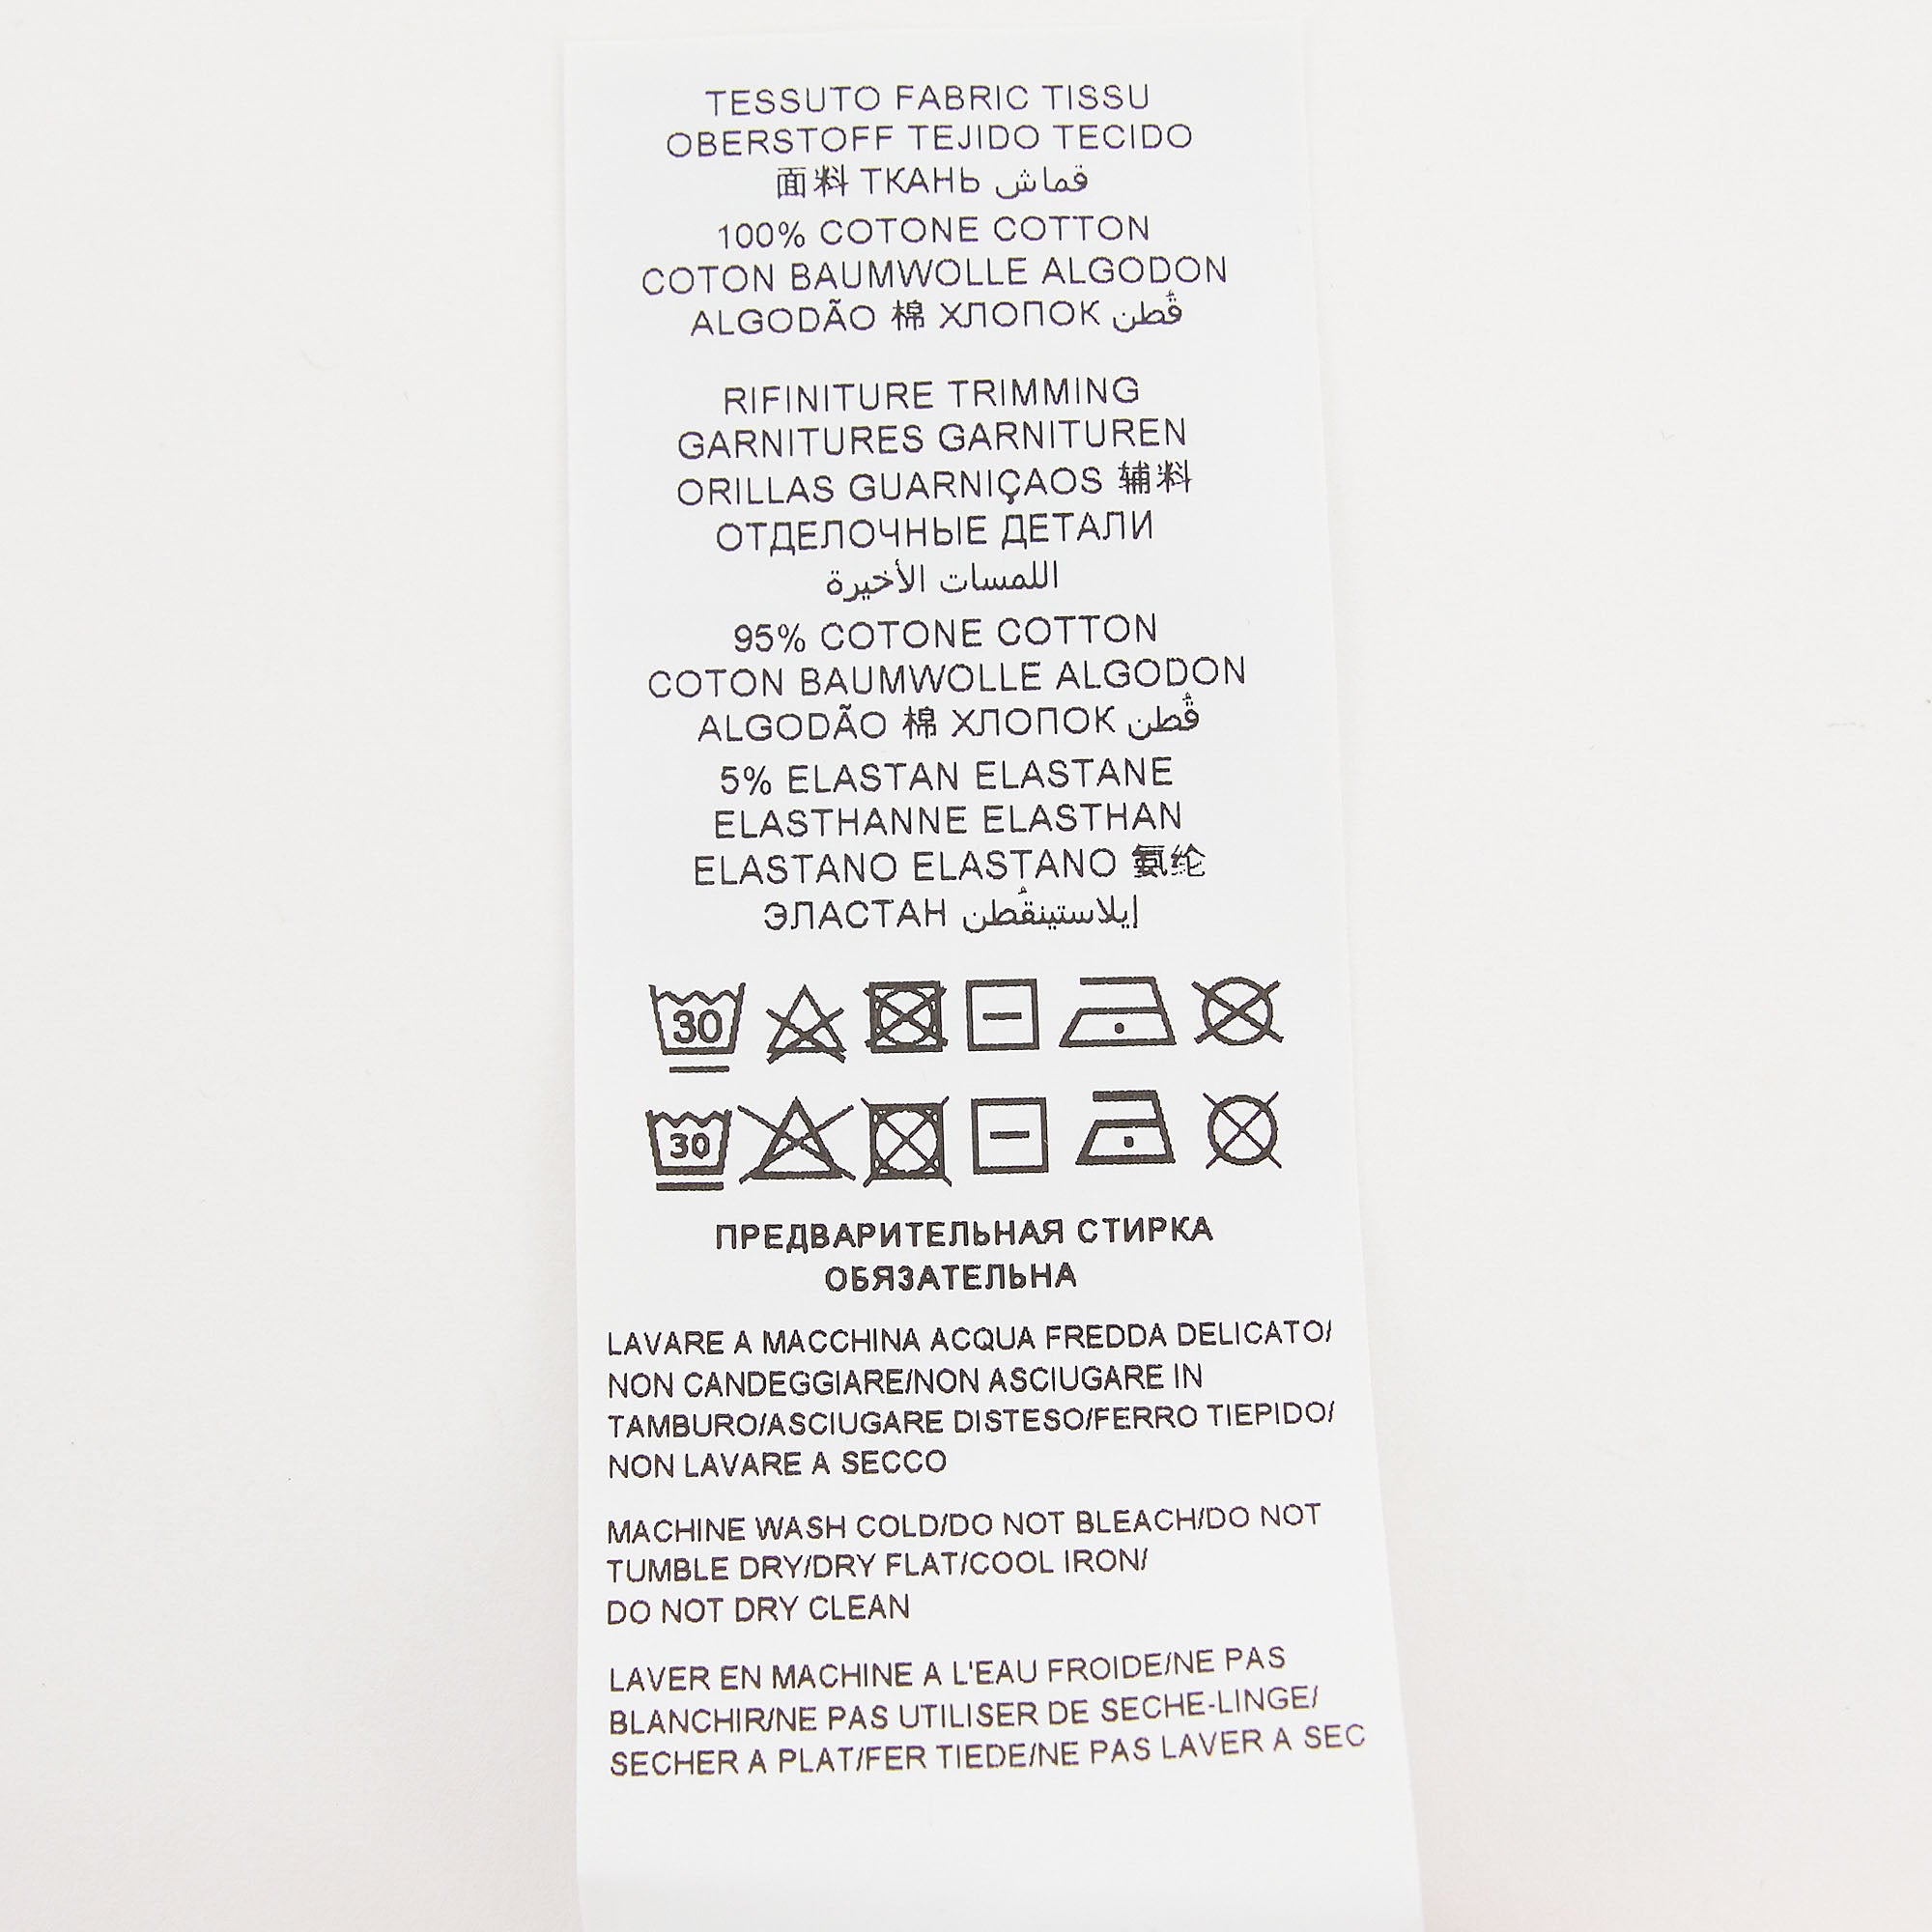 TESSUTO FABRIC TISSU
OBERSTOFF TEJIDO TECIDO
面料 ТКАНЬ قماش
100% COTONE COTTON
COTON BAUMWOLLE ALGODON
ALGODÃO 棉 ХЛОПОК قُطن
RIFINITURE TRIMMING
GARNITURES GARNITUREN
ORILLAS GUARNIÇAOS 辅料
ОТДЕЛОЧНЫЕ ДЕТАЛИ
اللمسات الأخيرة
95% COTONE COTTON
COTON BAUMWOLLE ALGODON
ALGODÃO 棉 ХЛОПОК قُطن
5% ELASTAN ELASTANE
ELASTHANNE ELASTHAN
ELASTANO ELASTANO 氨纶
ЭЛАСТАН إيلاستينقُطن
30
30
ПРЕДВАРИТЕЛЬНАЯ СТИРКА
ОБЯЗАТЕЛЬНА
LAVARE A MACCHINA ACQUA FREDDA DELICATO/
NON CANDEGGIARE/NON ASCIUGARE IN
TAMBURO/ASCIUGARE DISTESO/FERRO TIEPIDO/
NON LAVARE A SECCO
MACHINE WASH COLD/DO NOT BLEACH/DO NOT
TUMBLE DRY/DRY FLAT/COOL IRON/
DO NOT DRY CLEAN
LAVER EN MACHINE A L'EAU FROIDE/NE PAS
BLANCHIR/NE PAS UTILISER DE SECHE-LINGE/
SECHER A PLAT/FER TIEDE/NE PAS LAVER A SEC